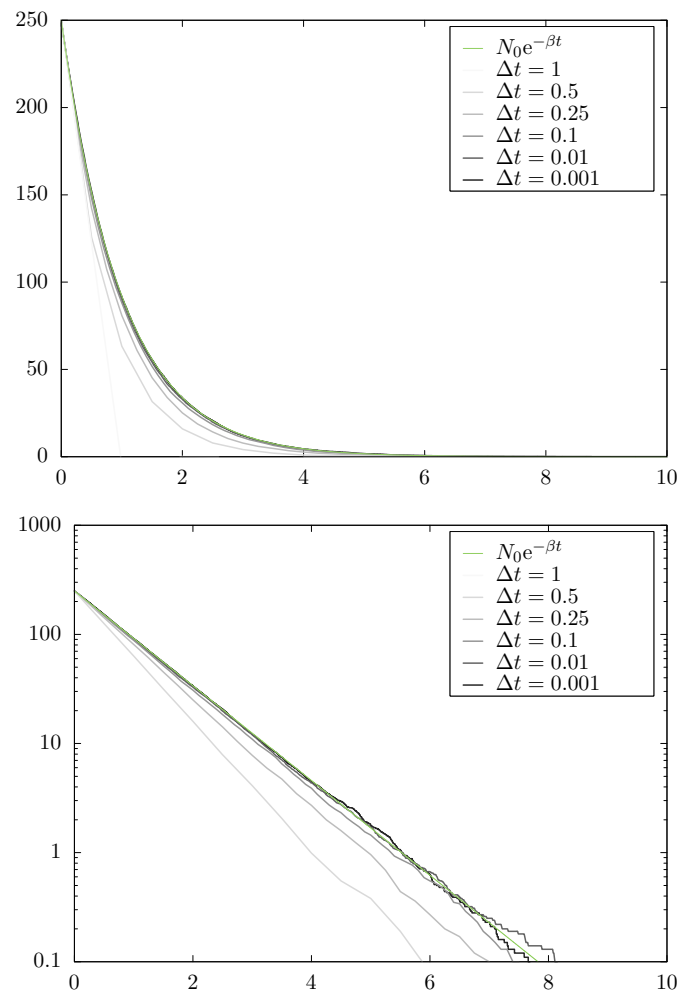 250
200
150
100
50
0
0 2 4 6 8 10
N₀e^{−βt}
Δt = 1
Δt = 0.5
Δt = 0.25
Δt = 0.1
Δt = 0.01
Δt = 0.001
1000
100
10
1
0.1
0 2 4 6 8 10
N₀e^{−βt}
Δt = 1
Δt = 0.5
Δt = 0.25
Δt = 0.1
Δt = 0.01
Δt = 0.001